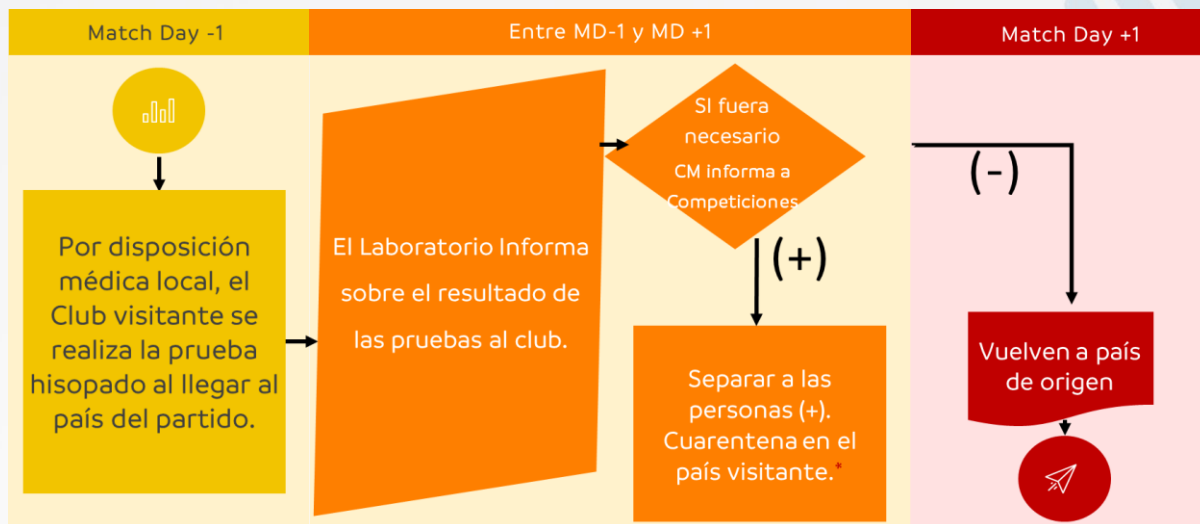 Match Day -1
Entre MD-1 y MD +1
Match Day +1
Por disposición
médica local, el
Club visitante se
realiza la prueba
hisopado al llegar al
país del partido.
El Laboratorio Informa
sobre el resultado de
las pruebas al club.
SI fuera
necesario
CM informa a
Competiciones
(+)
Separar a las
personas (+).
Cuarentena en el
país visitante.*
(-)
Vuelven a país
de origen